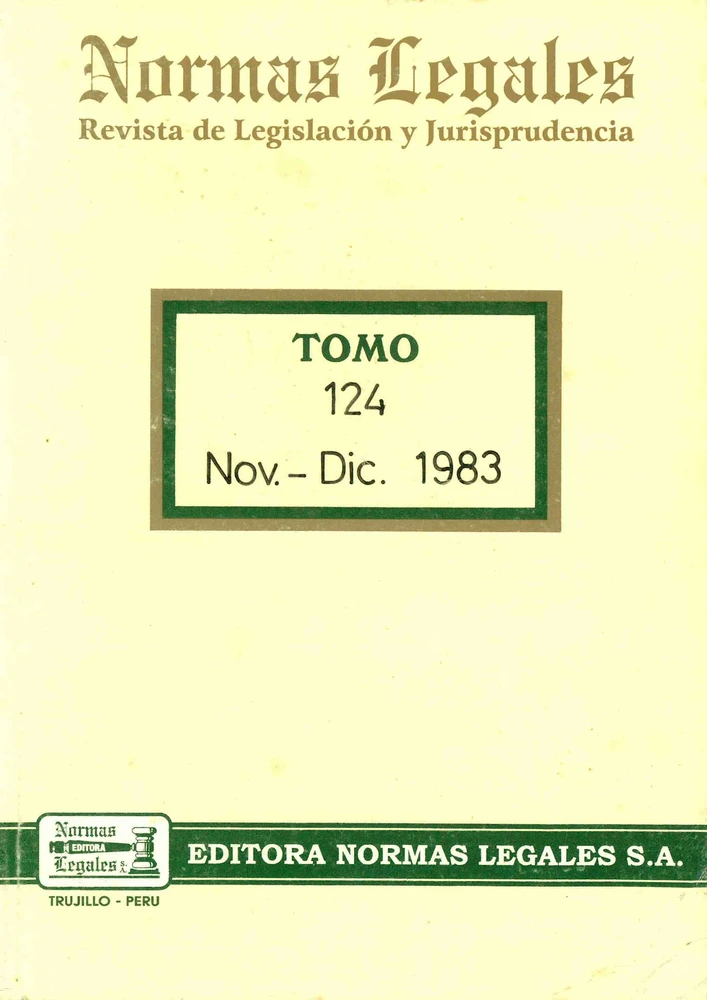 Normas Legales
Revista de Legislación y Jurisprudencia
TOMO
124
Nov. - Dic. 1983
Normas
EDITORA
Legales S.A.
EDITORA NORMAS LEGALES S.A.
TRUJILLO - PERU